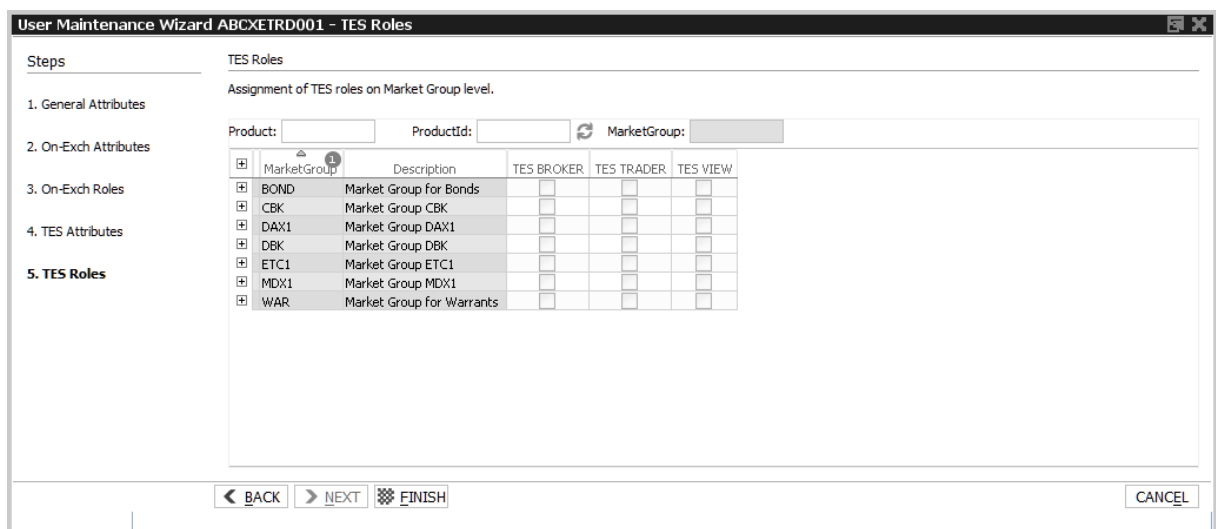 User Maintenance Wizard ABCXETRD001 - TES Roles
Steps
1. General Attributes
2. On-Exch Attributes
3. On-Exch Roles
4. TES Attributes
5. TES Roles
TES Roles
Assignment of TES roles on Market Group level.
Product: ProductId: MarketGroup:
MarketGroup 1 Description TES BROKER TES TRADER TES VIEW
BOND Market Group for Bonds
CBK Market Group CBK
DAX1 Market Group DAX1
DBK Market Group DBK
ETC1 Market Group ETC1
MDX1 Market Group MDX1
WAR Market Group for Warrants
BACK NEXT FINISH CANCEL